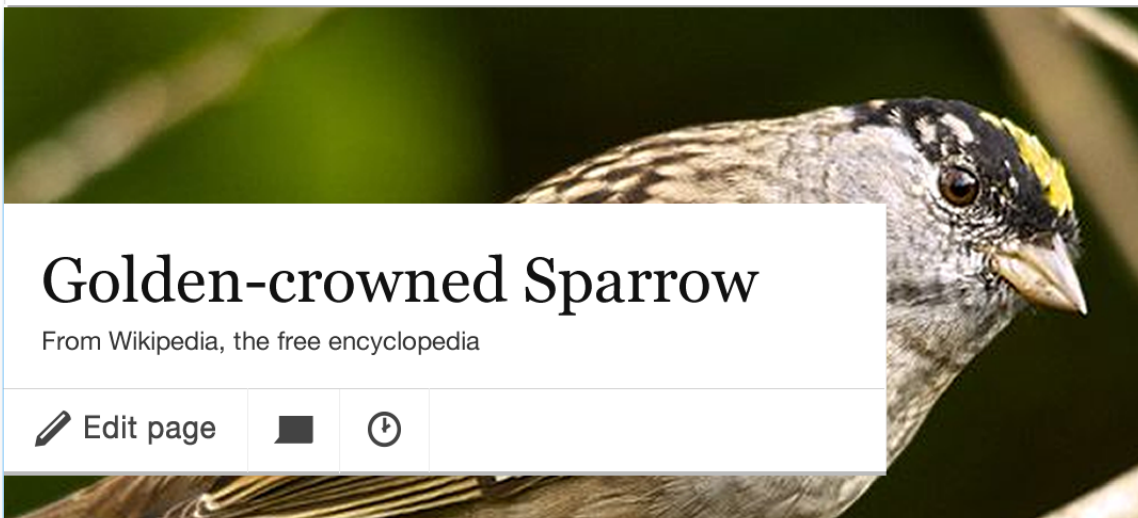 Golden-crowned Sparrow
From Wikipedia, the free encyclopedia
Edit page